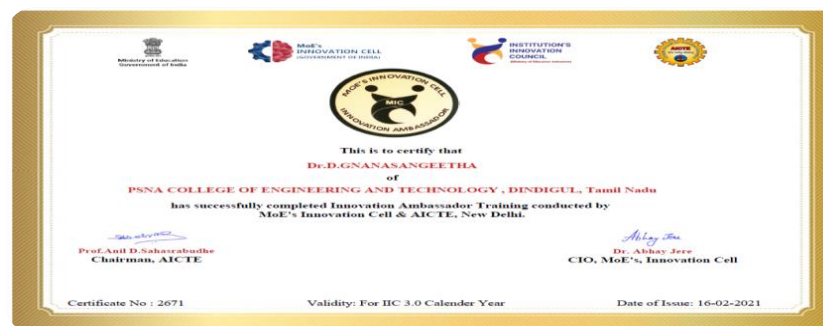 Ministry of Education
Government of India
MoE's
INNOVATION CELL
(GOVERNMENT OF INDIA)
INSTITUTION'S
INNOVATION
COUNCIL
AICTE
MOE'S INNOVATION CELL
MIC
INNOVATION AMBASSADOR
This is to certify that
Dr.D.GNANASANGEETHA
of
PSNA COLLEGE OF ENGINEERING AND TECHNOLOGY , DINDIGUL, Tamil Nadu
has successfully completed Innovation Ambassador Training conducted by
MoE's Innovation Cell & AICTE, New Delhi.
Abhay Jere
Prof.Anil D.Sahasrabudhe
Chairman, AICTE
Dr. Abhay Jere
CIO, MoE's, Innovation Cell
Certificate No : 2671
Validity: For IIC 3.0 Calender Year
Date of Issue: 16-02-2021